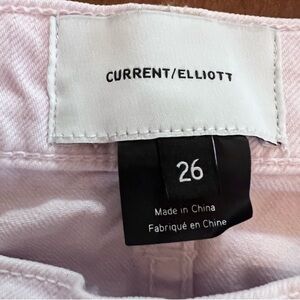 CURRENT/ELLIOTT
26
Made in China
Fabriqué en Chine